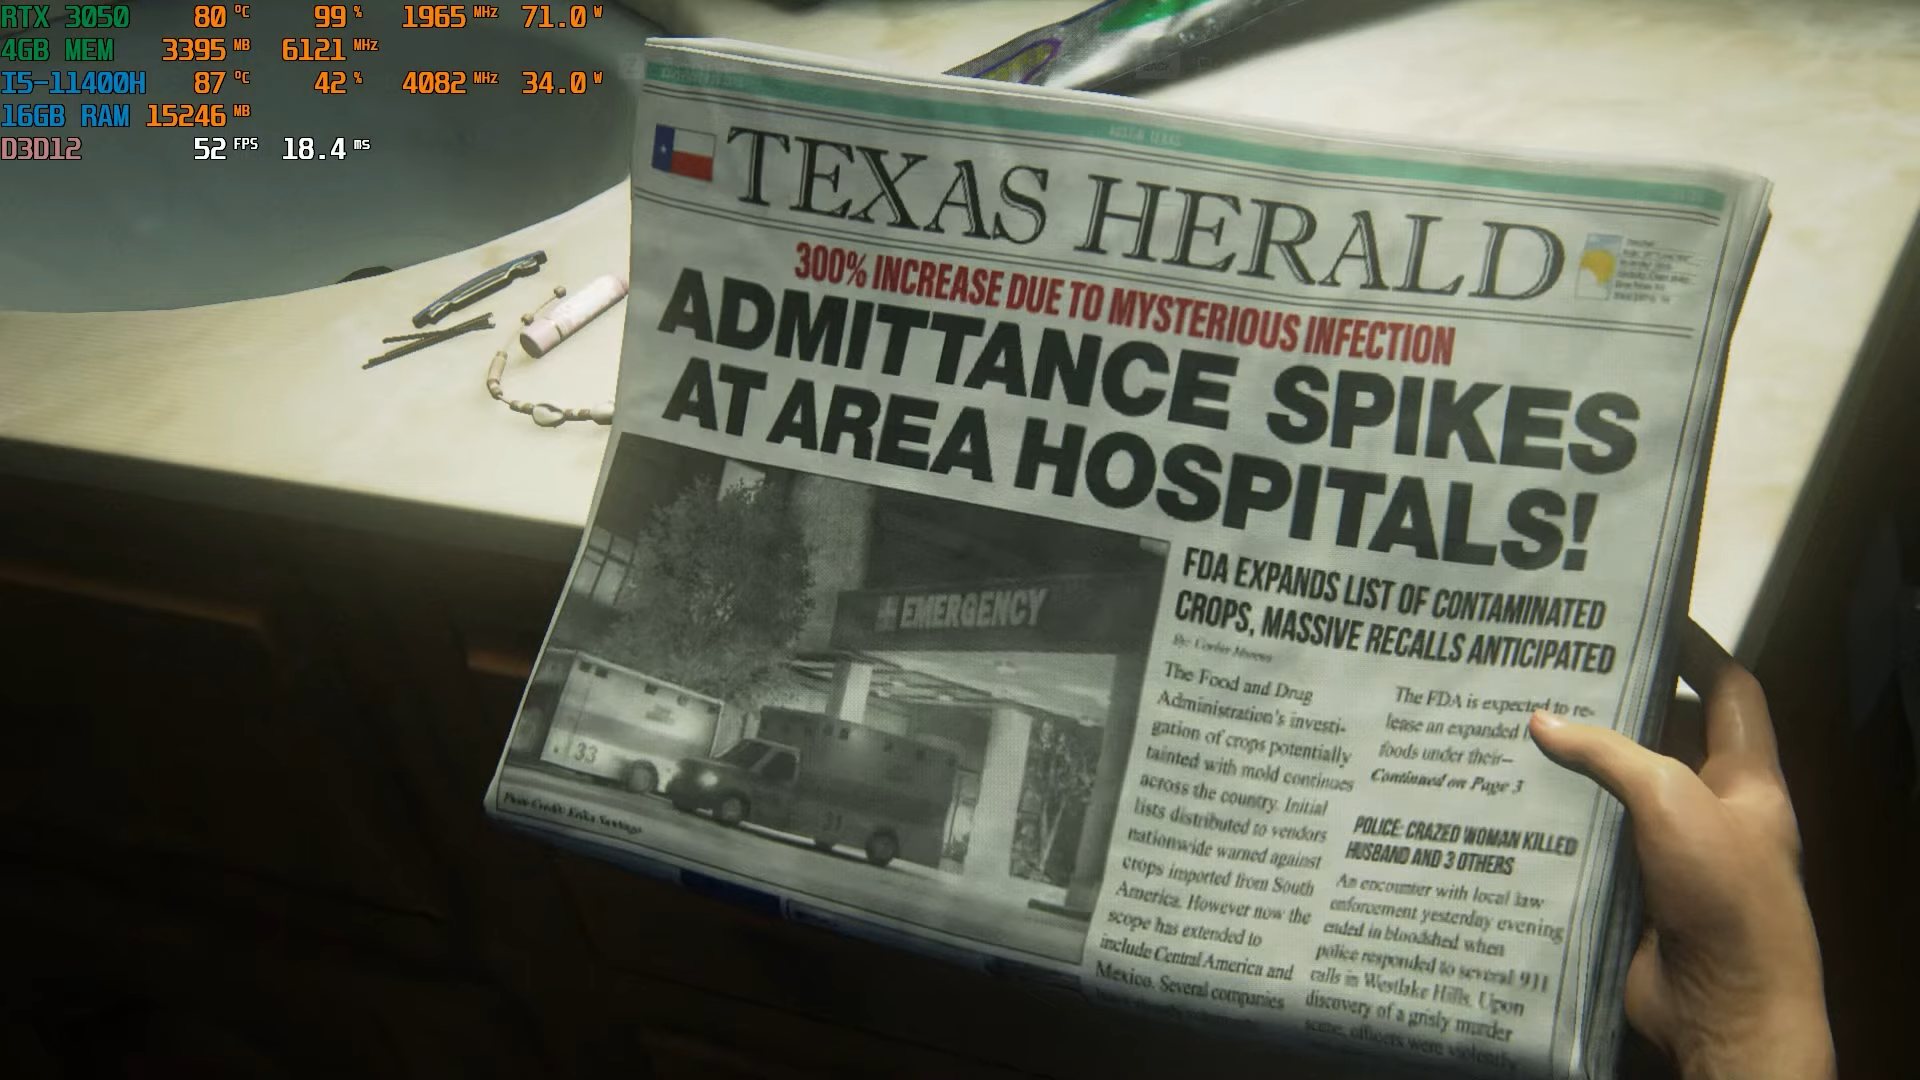 RTX 3050 80 °C 99 % 1965 MHz 71.0 W
4GB MEM 3395 MB 6121 MHz
I5-11400H 87 °C 42 % 4082 MHz 34.0 W
16GB RAM 15246 MB
D3D12 52 FPS 18.4 ms
AUSTIN, TEXAS
TEXAS HERALD
300% INCREASE DUE TO MYSTERIOUS INFECTION
ADMITTANCE SPIKES
AT AREA HOSPITALS!
EMERGENCY
33
31
FDA EXPANDS LIST OF CONTAMINATED
CROPS, MASSIVE RECALLS ANTICIPATED
The Food and Drug
Administration's investi-
gation of crops potentially
tainted with mold continues
across the country. Initial
lists distributed to vendors
nationwide warned against
crops imported from South
America. However now the
scope has extended to
include Central America and
Mexico. Several companies
The FDA is expected to re-
lease an expanded
foods under their—
Continued on Page 3
POLICE: CRAZED WOMAN KILLED
HUSBAND AND 3 OTHERS
An encounter with local law
enforcement yesterday evening
ended in bloodshed when
police responded to several 911
calls in Westlake Hills. Upon
discovery of a grisly murder
scene, officers were violently